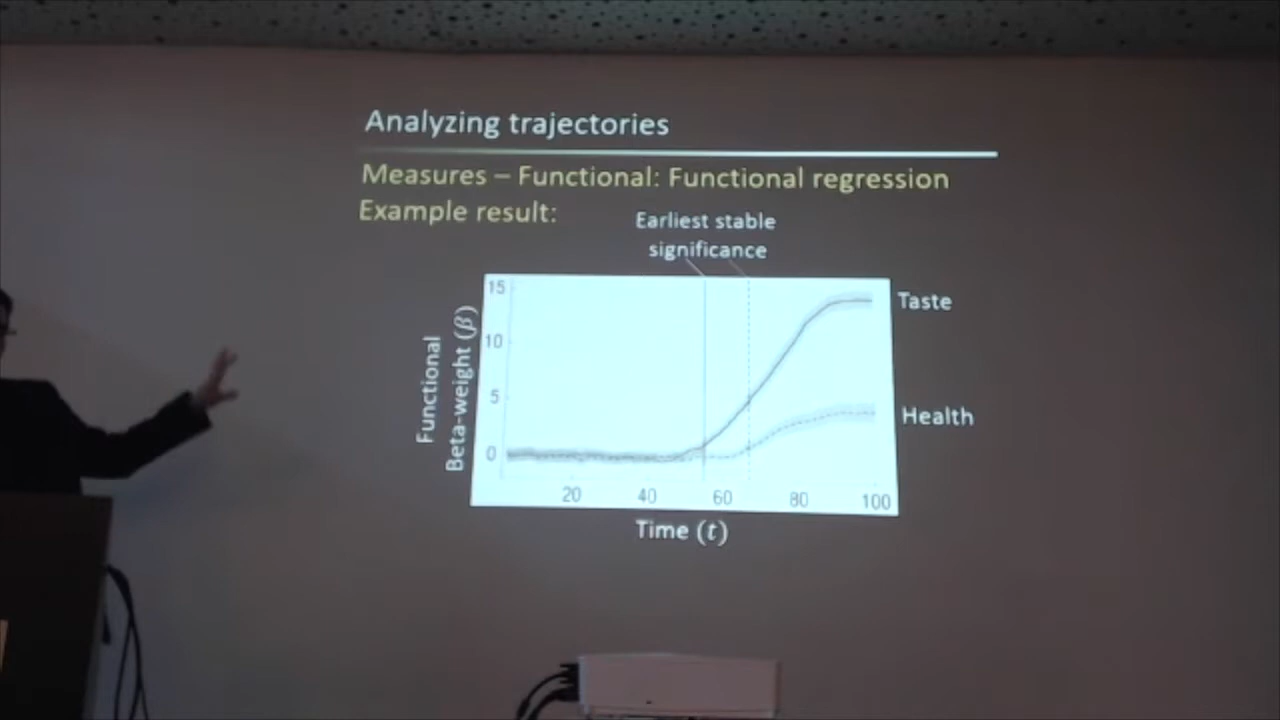 Analyzing trajectories
Measures – Functional: Functional regression
Example result:
Earliest stable
significance
15
10
5
0
Functional
Beta-weight (β)
Taste
Health
20 40 60 80 100
Time (t)